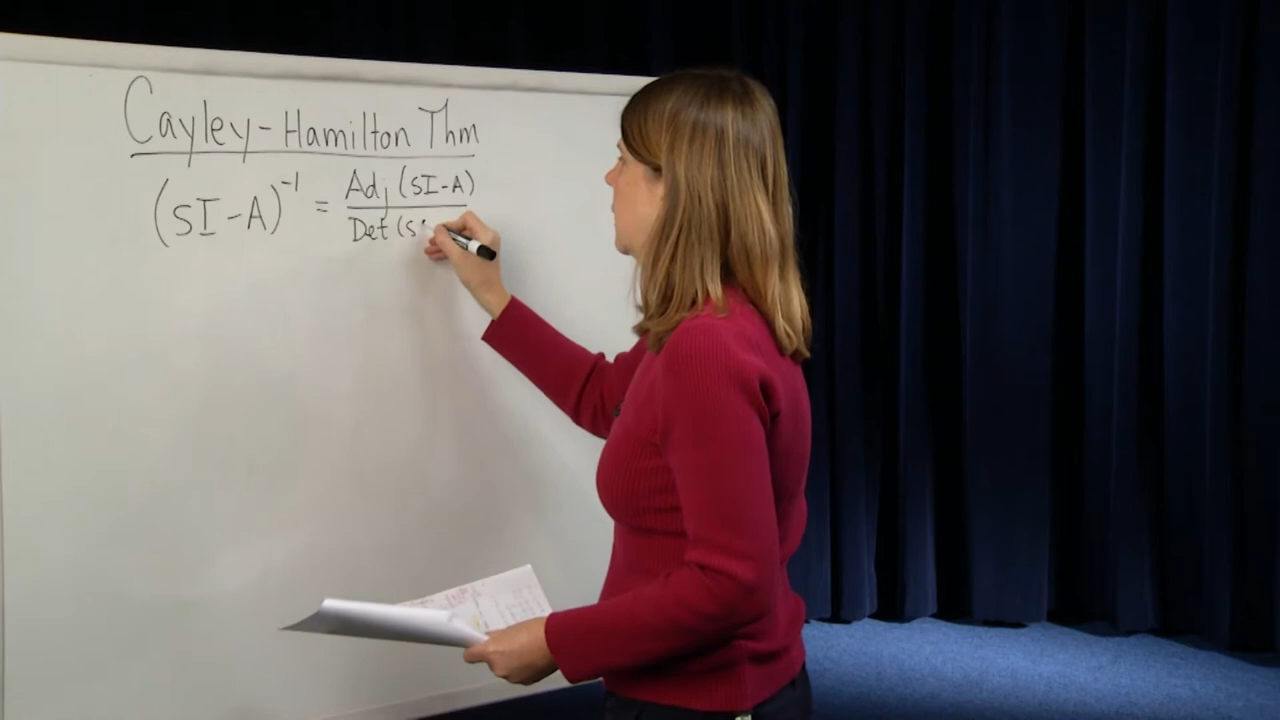 Cayley-Hamilton Thm
(sI-A)⁻¹ = Adj (sI-A)
Det (s